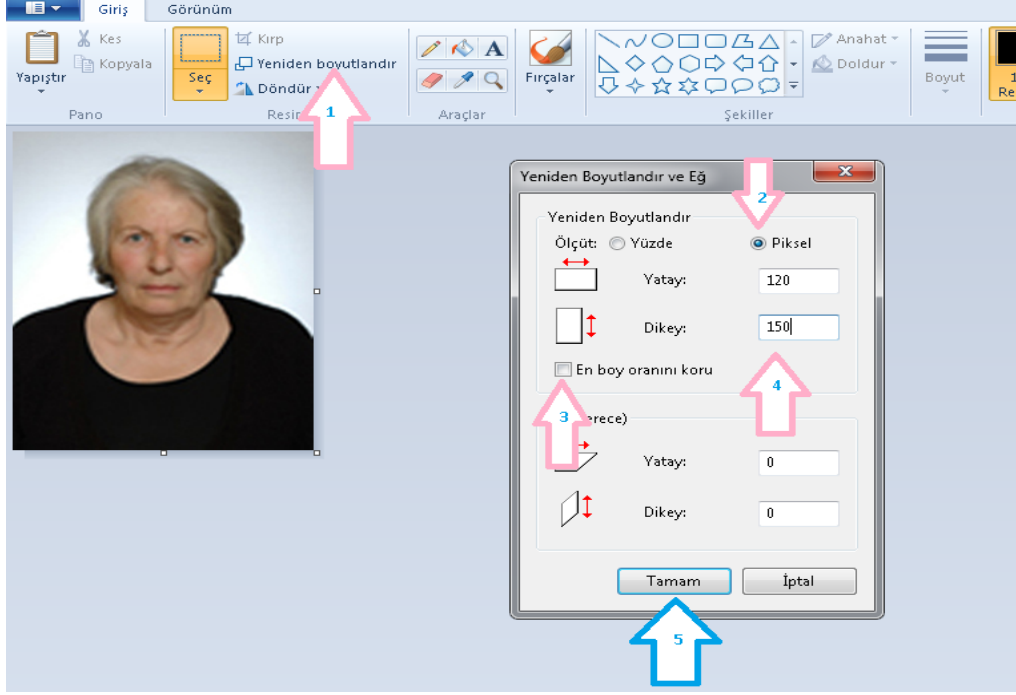 Giriş Görünüm
Yapıştır
Kes
Kopyala
Pano
Seç
Kırp
Yeniden boyutlandır
Döndür
A
Araçlar
Fırçalar
Şekiller
Anahat
Doldur
Boyut
1
Yeniden Boyutlandır ve Eğ
2
Yeniden Boyutlandır
Ölçüt: Yüzde Piksel
Yatay: 120
Dikey: 150
En boy oranını koru
4
3
Yatay: 0
Dikey: 0
Tamam İptal
5